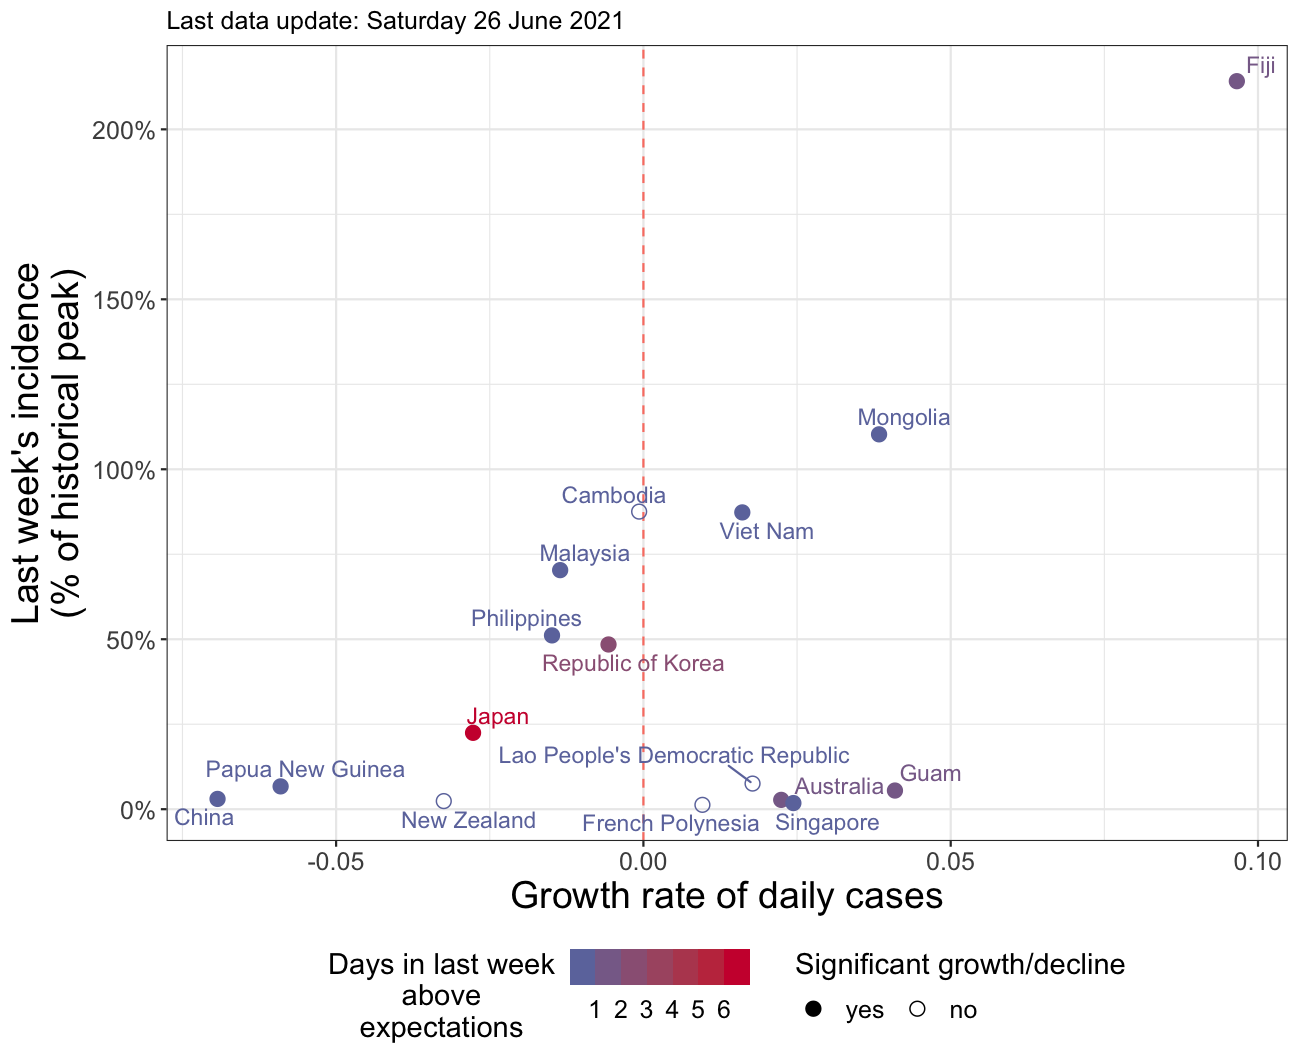 Last data update: Saturday 26 June 2021
Last week's incidence
(% of historical peak)
200%
150%
100%
50%
0%
Fiji
Mongolia
Cambodia
Viet Nam
Malaysia
Philippines
Republic of Korea
Japan
Lao People's Democratic Republic
Papua New Guinea
Guam
Australia
China
New Zealand
French Polynesia
Singapore
-0.05 0.00 0.05 0.10
Growth rate of daily cases
Days in last week
above
expectations
1 2 3 4 5 6
Significant growth/decline
yes no